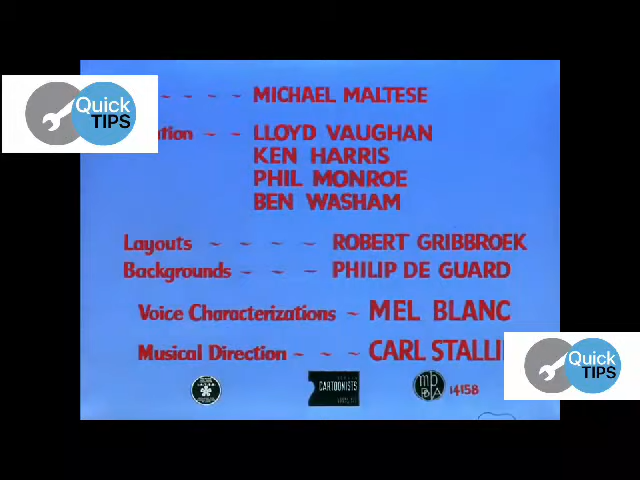 Quick
TIPS
- - - - MICHAEL MALTESE
ation - - LLOYD VAUGHAN
KEN HARRIS
PHIL MONROE
BEN WASHAM
Layouts - - - - ROBERT GRIBBROEK
Backgrounds - - - PHILIP DE GUARD
Voice Characterizations - MEL BLANC
Musical Direction - - - CARL STALLI
Quick
TIPS
CARTOONISTS
14158